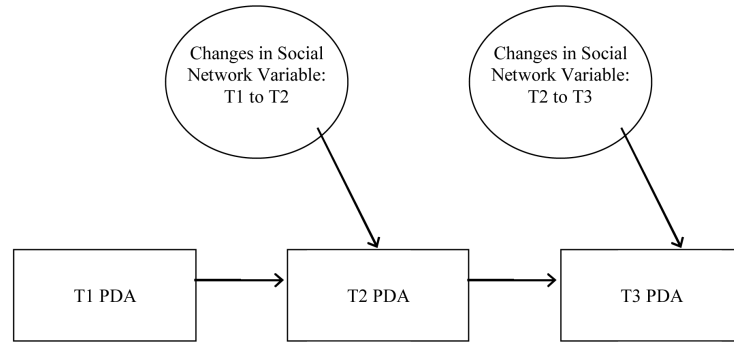 Changes in Social
Network Variable:
T1 to T2
Changes in Social
Network Variable:
T2 to T3
T1 PDA
T2 PDA
T3 PDA